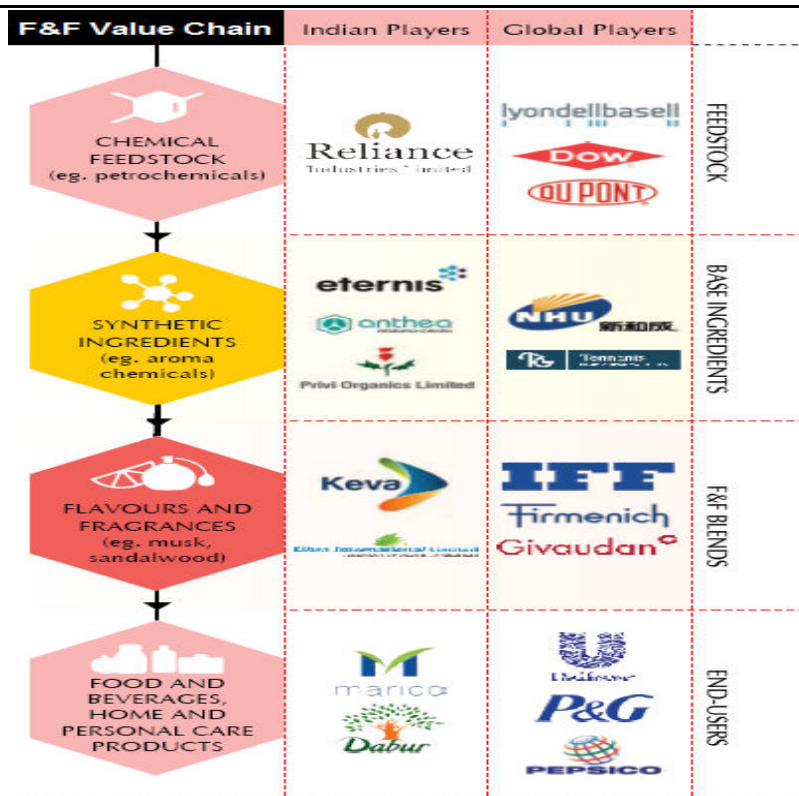 F&F Value Chain
Indian Players
Global Players
CHEMICAL
FEEDSTOCK
(eg. petrochemicals)
Reliance
Industries Limited
lyondellbasell
DOW
DUPONT
FEEDSTOCK
SYNTHETIC
INGREDIENTS
(eg. aroma
chemicals)
eternis
anthea
Privi Organics Limited
NHU
新和成
BASE INGREDIENTS
FLAVOURS AND
FRAGRANCES
(eg. musk,
sandalwood)
Keva
International Limited
IFF
Firmenich
Givaudan
F&F BLENDS
FOOD AND
BEVERAGES,
HOME AND
PERSONAL CARE
PRODUCTS
marico
Dabur
Unilever
P&G
PEPSICO
END-USERS